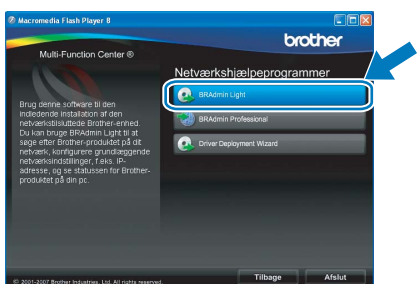 Macromedia Flash Player 8
brother
Multi-Function Center ®
Netværkshjælpeprogrammer
BRAdmin Light
BRAdmin Professional
Driver Deployment Wizard
Brug denne software til den
indledende installation af den
netværkstilsluttede Brother-enhed.
Du kan bruge BRAdmin Light til at
søge efter Brother-produktet på dit
netværk, konfigurere grundlæggende
netværksindstillinger, f.eks. IP-
adresse, og se statussen for Brother-
produktet på din pc.
© 2001-2007 Brother Industries, Ltd. All rights reserved.
Tilbage
Afslut